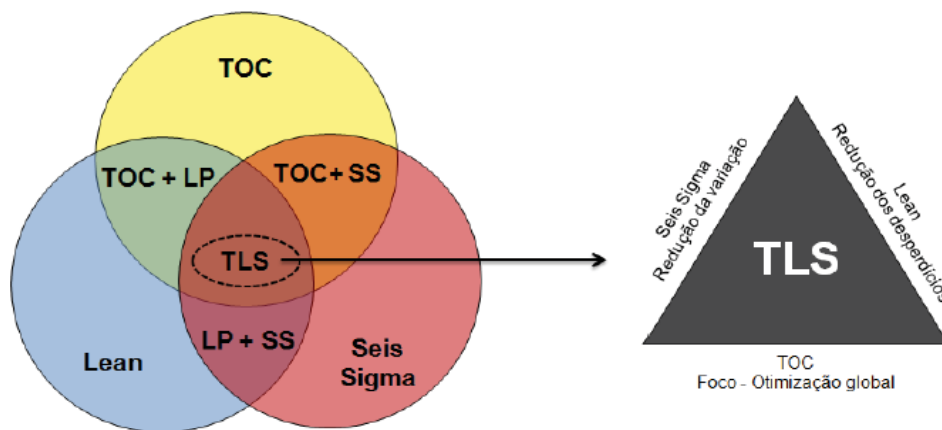 TOC
TOC + LP
TOC + SS
TLS
LP + SS
Lean
Seis
Sigma
Seis Sigma
Redução da variação
Lean
Redução dos desperdícios
TLS
TOC
Foco - Otimização global